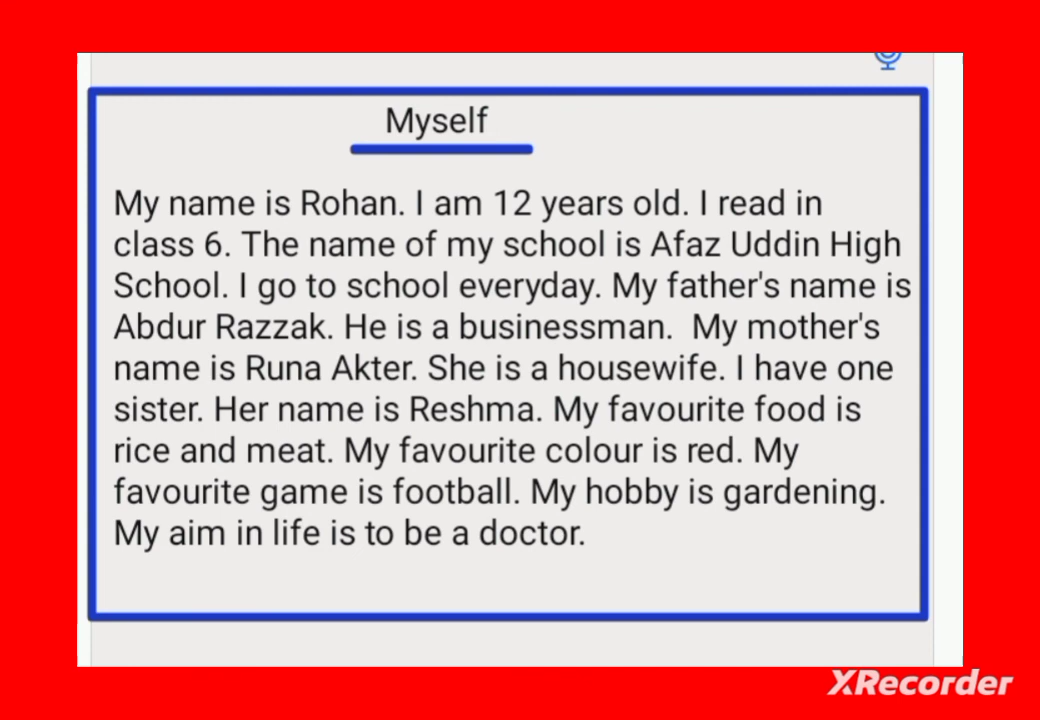 Myself
My name is Rohan. I am 12 years old. I read in
class 6. The name of my school is Afaz Uddin High
School. I go to school everyday. My father's name is
Abdur Razzak. He is a businessman.  My mother's
name is Runa Akter. She is a housewife. I have one
sister. Her name is Reshma. My favourite food is
rice and meat. My favourite colour is red. My
favourite game is football. My hobby is gardening.
My aim in life is to be a doctor.
XRecorder